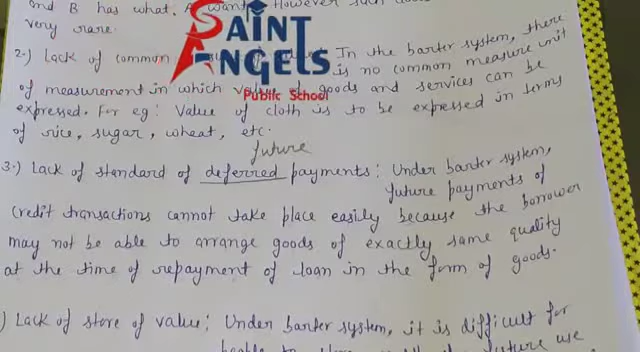 and B has what A wants. However such
very rare.
SAINT ANGELS
Public School
2.) Lack of common In the barter system, there
is no common measure unit
of measurement in which value of goods and services can be
expressed. For eg: Value of cloth is to be expressed in terms
of rice, sugar, wheat, etc.
future
3.) Lack of standard of deferred payments: Under barter system,
future payments of
credit transactions cannot take place easily because the borrower
may not be able to arrange goods of exactly same quality
at the time of repayment of loan in the form of goods.
) Lack of store of value: Under barter system, it is difficult for
people to future use